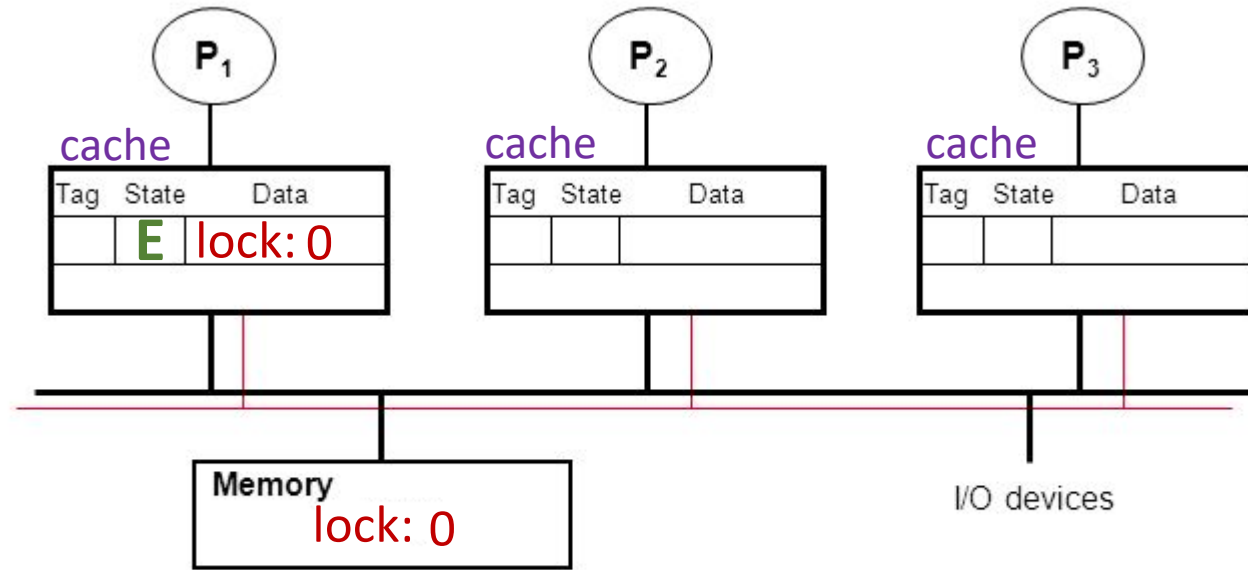 P1 P2 P3
cache cache cache
Tag State Data Tag State Data Tag State Data
E lock: 0
Memory
lock: 0
I/O devices